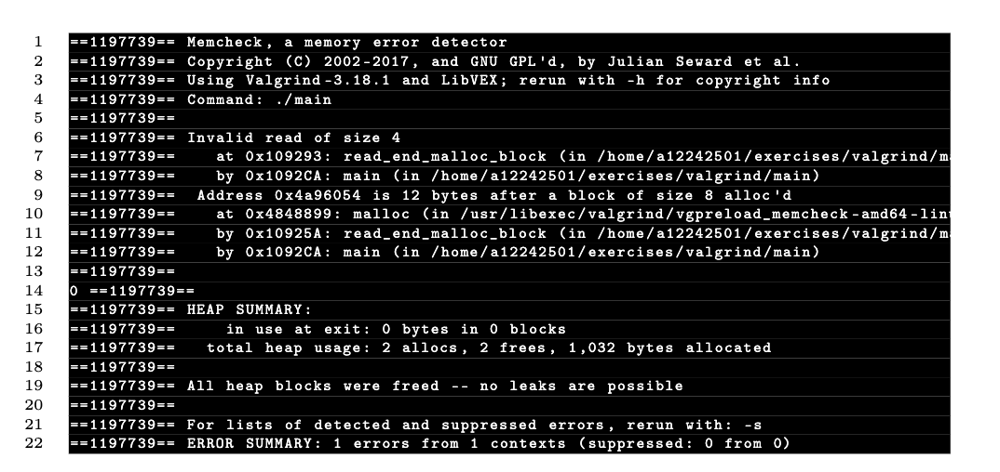 1 ==1197739== Memcheck, a memory error detector
2 ==1197739== Copyright (C) 2002-2017, and GNU GPL'd, by Julian Seward et al.
3 ==1197739== Using Valgrind-3.18.1 and LibVEX; rerun with -h for copyright info
4 ==1197739== Command: ./main
5 ==1197739==
6 ==1197739== Invalid read of size 4
7 ==1197739==    at 0x109293: read_end_malloc_block (in /home/a12242501/exercises/valgrind/m
8 ==1197739==    by 0x1092CA: main (in /home/a12242501/exercises/valgrind/main)
9 ==1197739==  Address 0x4a96054 is 12 bytes after a block of size 8 alloc'd
10 ==1197739==    at 0x4848899: malloc (in /usr/libexec/valgrind/vgpreload_memcheck-amd64-lin
11 ==1197739==    by 0x10925A: read_end_malloc_block (in /home/a12242501/exercises/valgrind/m
12 ==1197739==    by 0x1092CA: main (in /home/a12242501/exercises/valgrind/main)
13 ==1197739==
14 0 ==1197739==
15 ==1197739== HEAP SUMMARY:
16 ==1197739==     in use at exit: 0 bytes in 0 blocks
17 ==1197739==   total heap usage: 2 allocs, 2 frees, 1,032 bytes allocated
18 ==1197739==
19 ==1197739== All heap blocks were freed -- no leaks are possible
20 ==1197739==
21 ==1197739== For lists of detected and suppressed errors, rerun with: -s
22 ==1197739== ERROR SUMMARY: 1 errors from 1 contexts (suppressed: 0 from 0)